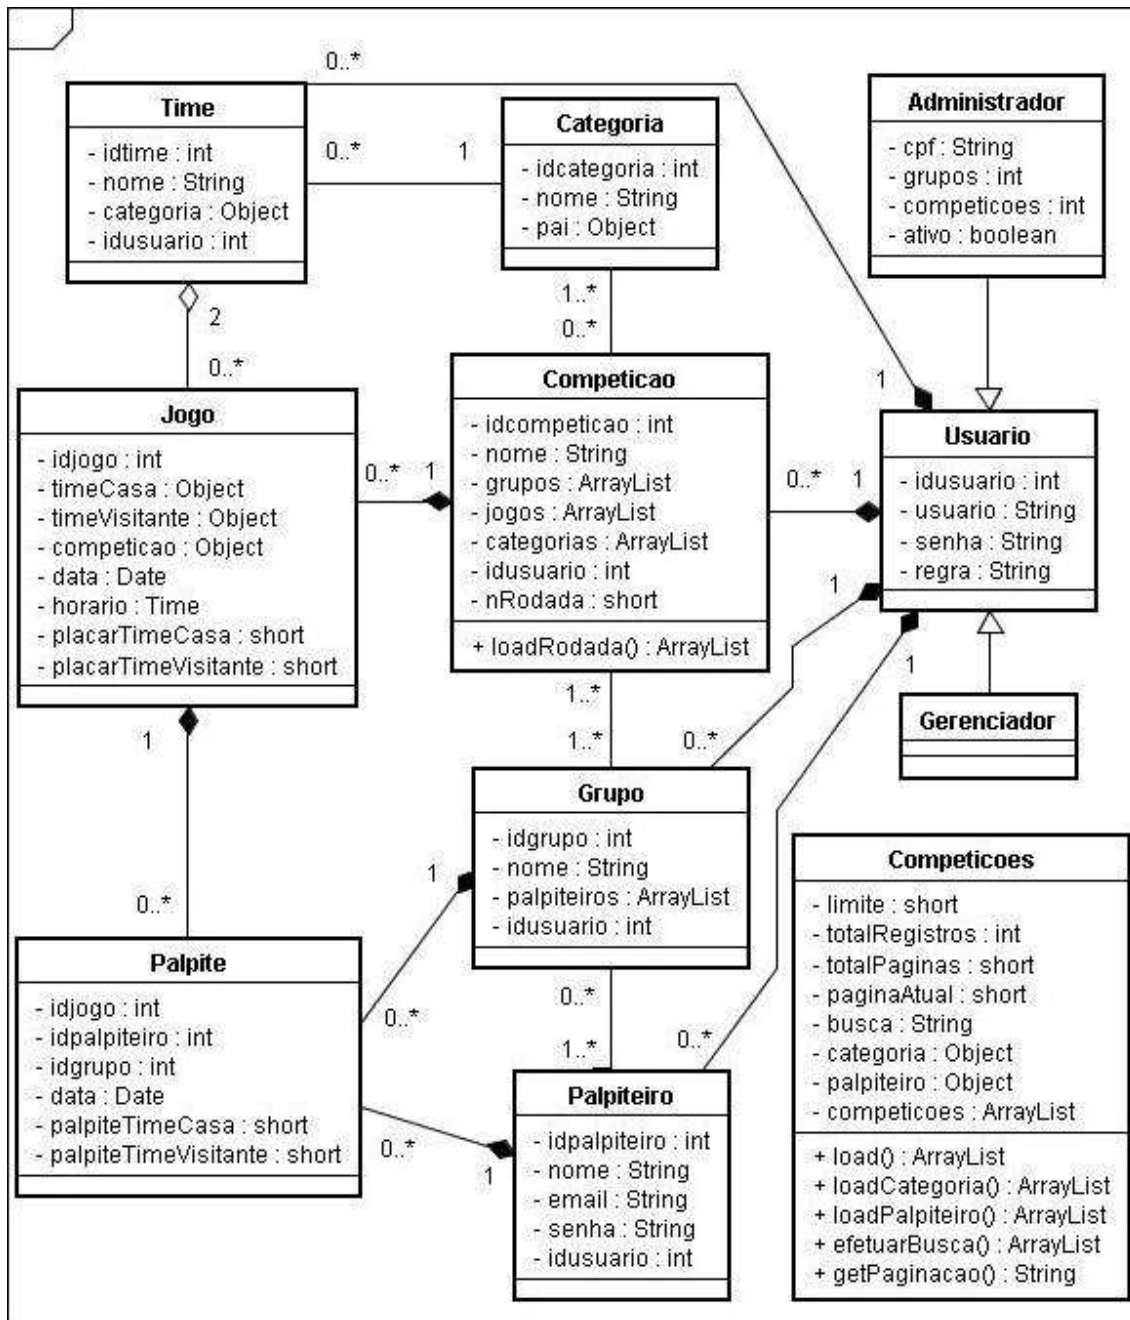 0..*
Time
- idtime : int
- nome : String
- categoria : Object
- idusuario : int
0..*
1
Categoria
- idcategoria : int
- nome : String
- pai : Object
Administrador
- cpf : String
- grupos : int
- competicoes : int
- ativo : boolean
2
0..*
1..*
0..*
1
Jogo
- idjogo : int
- timeCasa : Object
- timeVisitante : Object
- competicao : Object
- data : Date
- horario : Time
- placarTimeCasa : short
- placarTimeVisitante : short
0..*
1
Competicao
- idcompeticao : int
- nome : String
- grupos : ArrayList
- jogos : ArrayList
- categorias : ArrayList
- idusuario : int
- nRodada : short
+ loadRodada() : ArrayList
0..*
1
Usuario
- idusuario : int
- usuario : String
- senha : String
- regra : String
1
1
1
1..*
1..*
0..*
Gerenciador
Grupo
- idgrupo : int
- nome : String
- palpiteiros : ArrayList
- idusuario : int
1
0..*
0..*
0..*
1..*
0..*
Palpite
- idjogo : int
- idpalpiteiro : int
- idgrupo : int
- data : Date
- palpiteTimeCasa : short
- palpiteTimeVisitante : short
0..*
1
Palpiteiro
- idpalpiteiro : int
- nome : String
- email : String
- senha : String
- idusuario : int
Competicoes
- limite : short
- totalRegistros : int
- totalPaginas : short
- paginaAtual : short
- busca : String
- categoria : Object
- palpiteiro : Object
- competicoes : ArrayList
+ load() : ArrayList
+ loadCategoria() : ArrayList
+ loadPalpiteiro() : ArrayList
+ efetuarBusca() : ArrayList
+ getPaginacao() : String